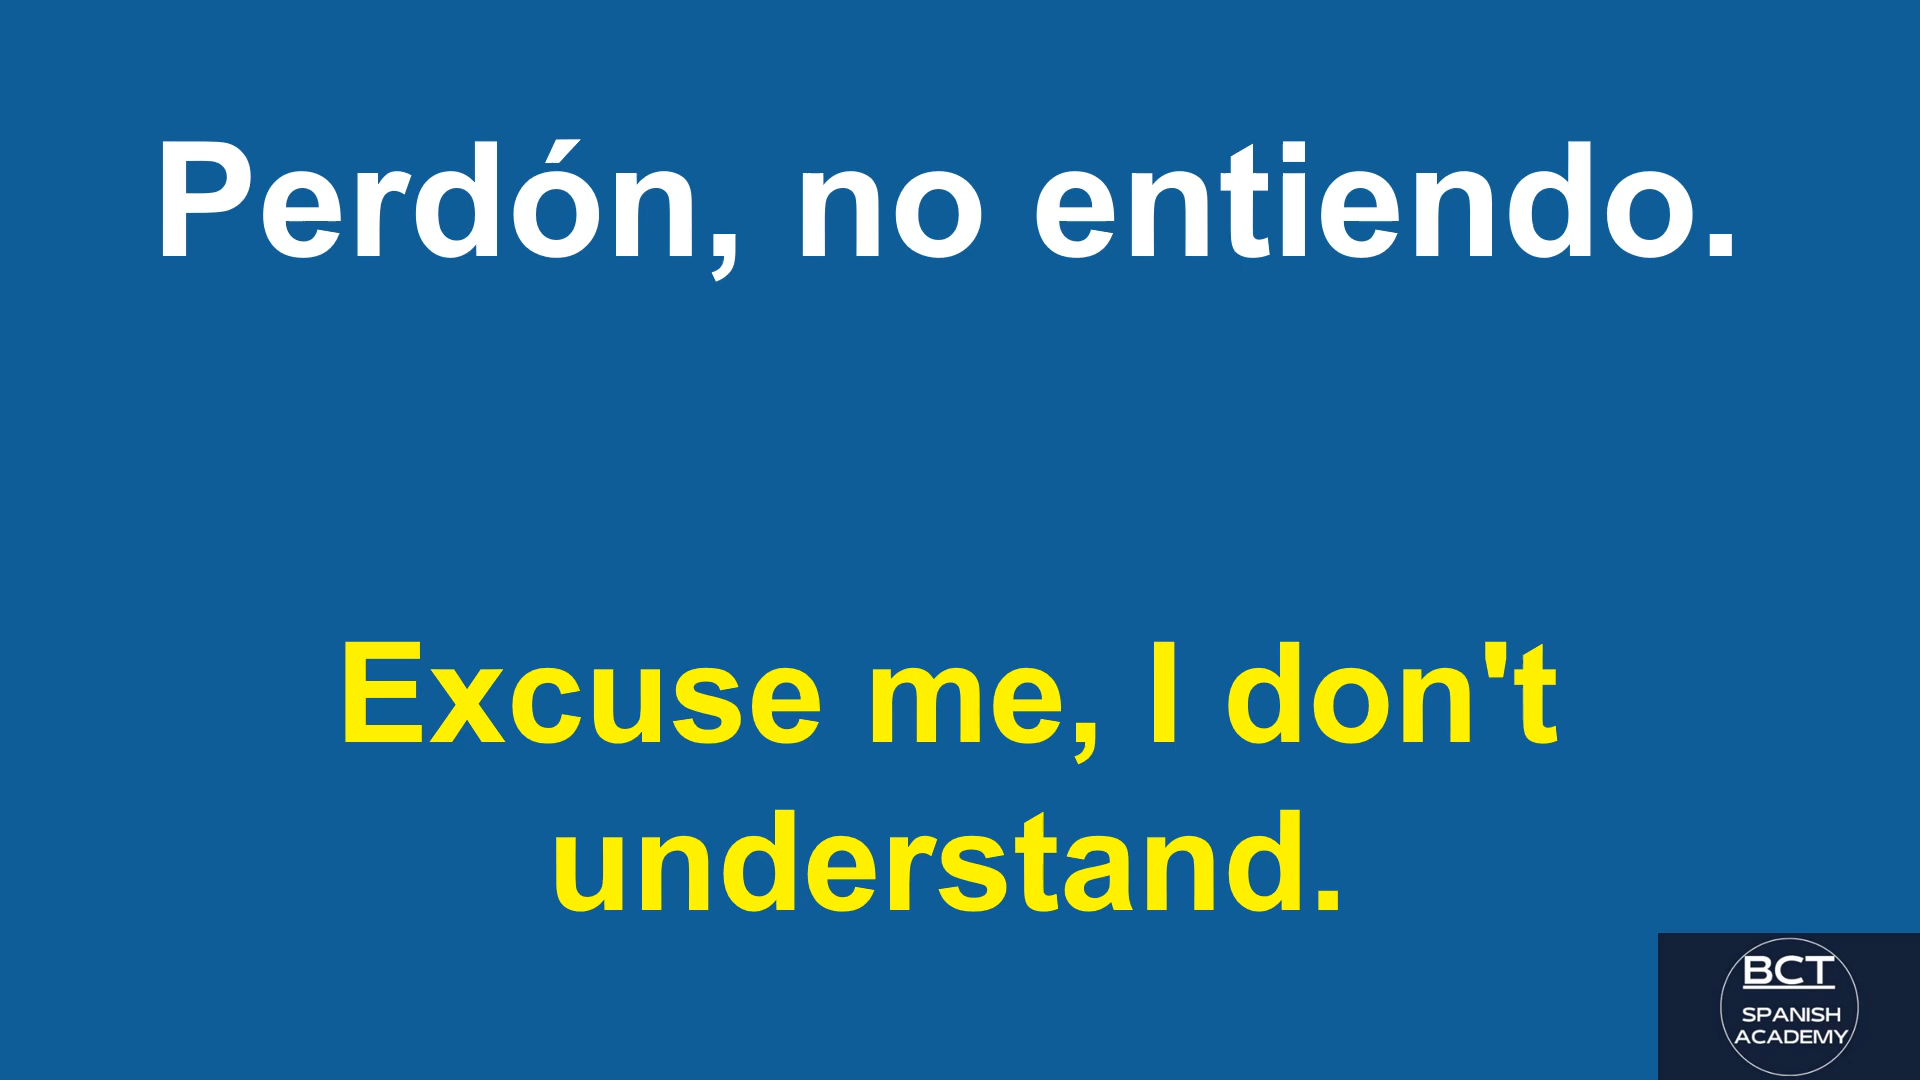 Perdón, no entiendo.
Excuse me, I don't
understand.
BCT
SPANISH
ACADEMY